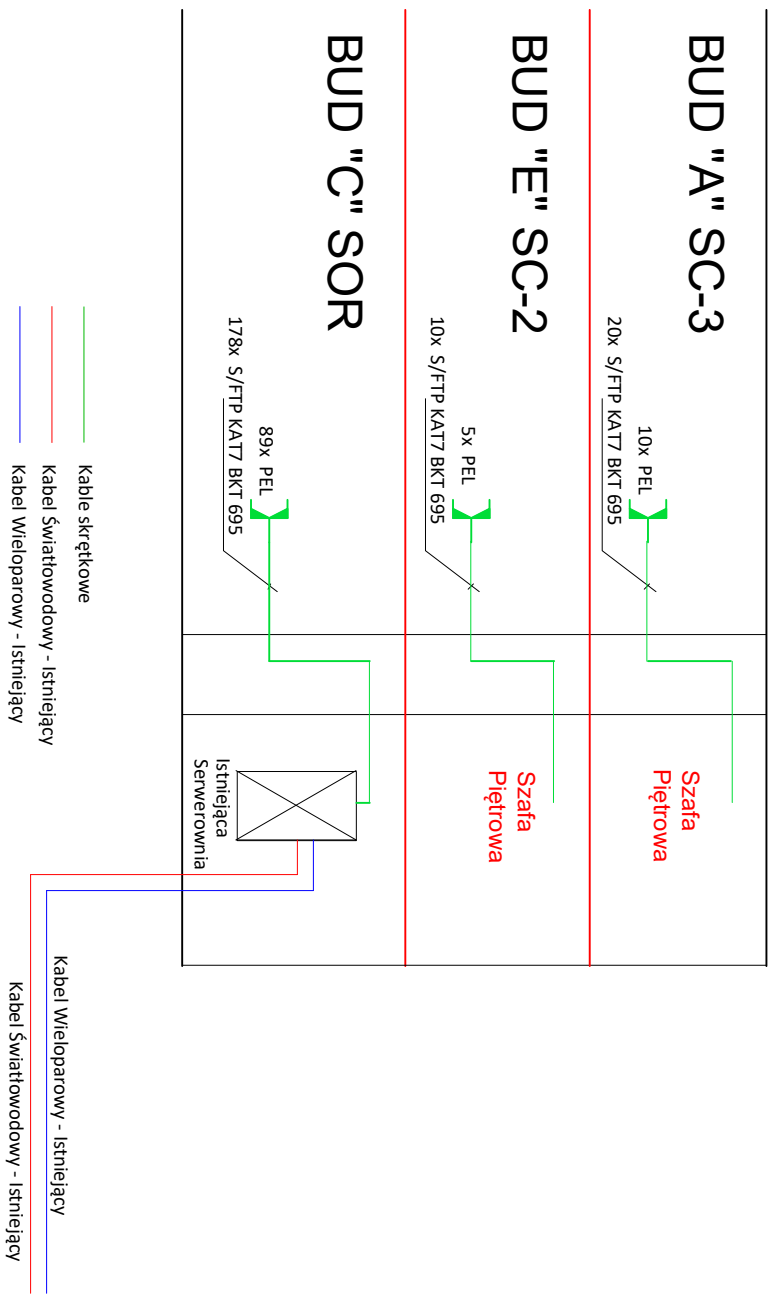 BUD "A" SC-3
10x PEL
20x S/FTP KAT7 BKT 695
Szafa
Piętrowa
BUD "E" SC-2
5x PEL
10x S/FTP KAT7 BKT 695
Szafa
Piętrowa
BUD "C" SOR
89x PEL
178x S/FTP KAT7 BKT 695
Istniejąca
Serwerownia
Kable skrętkowe
Kabel Światłowodowy - Istniejący
Kabel Wieloparowy - Istniejący
Kabel Wieloparowy - Istniejący
Kabel Światłowodowy - Istniejący